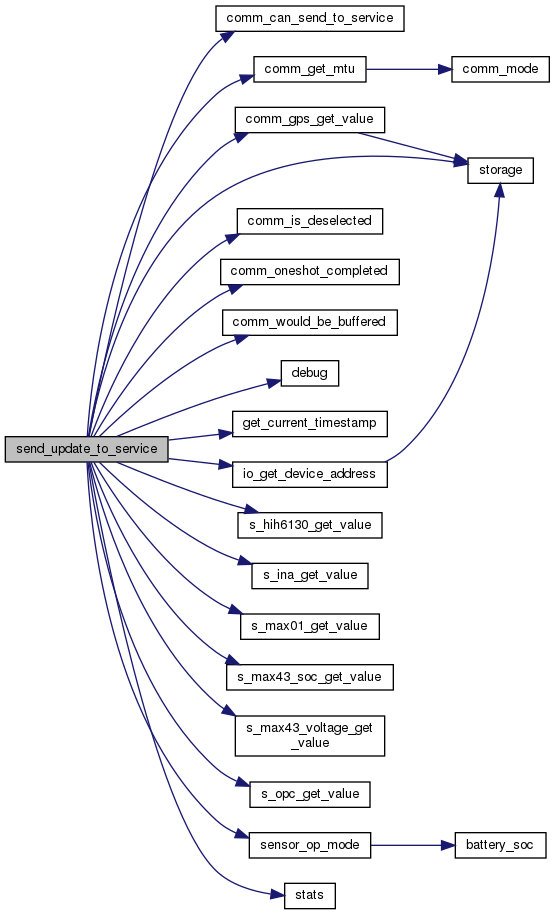 comm_can_send_to_service
comm_get_mtu
comm_mode
comm_gps_get_value
storage
comm_is_deselected
comm_oneshot_completed
comm_would_be_buffered
debug
get_current_timestamp
send_update_to_service
io_get_device_address
s_hih6130_get_value
s_ina_get_value
s_max01_get_value
s_max43_soc_get_value
s_max43_voltage_get
_value
s_opc_get_value
sensor_op_mode
battery_soc
stats